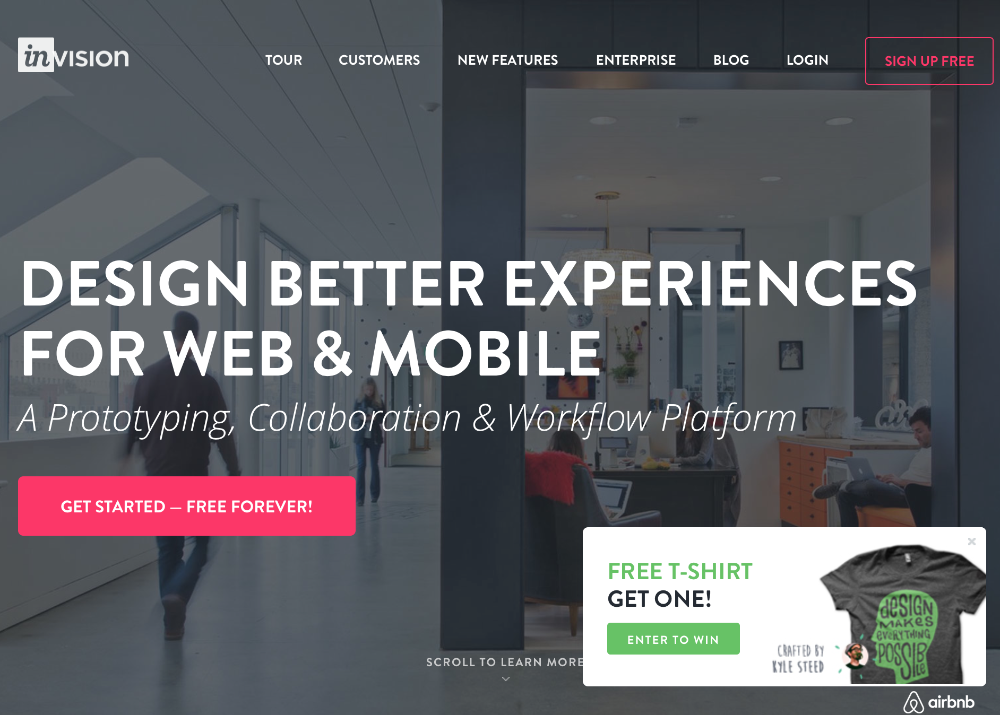 invision
TOUR CUSTOMERS NEW FEATURES ENTERPRISE BLOG LOGIN SIGN UP FREE
DESIGN BETTER EXPERIENCES
FOR WEB & MOBILE
A Prototyping, Collaboration & Workflow Platform
GET STARTED — FREE FOREVER!
FREE T-SHIRT
GET ONE!
ENTER TO WIN
CRAFTED BY
KYLE STEED
deSIGN
MAKes
eVeRYTHING
POSSIB
iLe
SCROLL TO LEARN MORE
airbnb